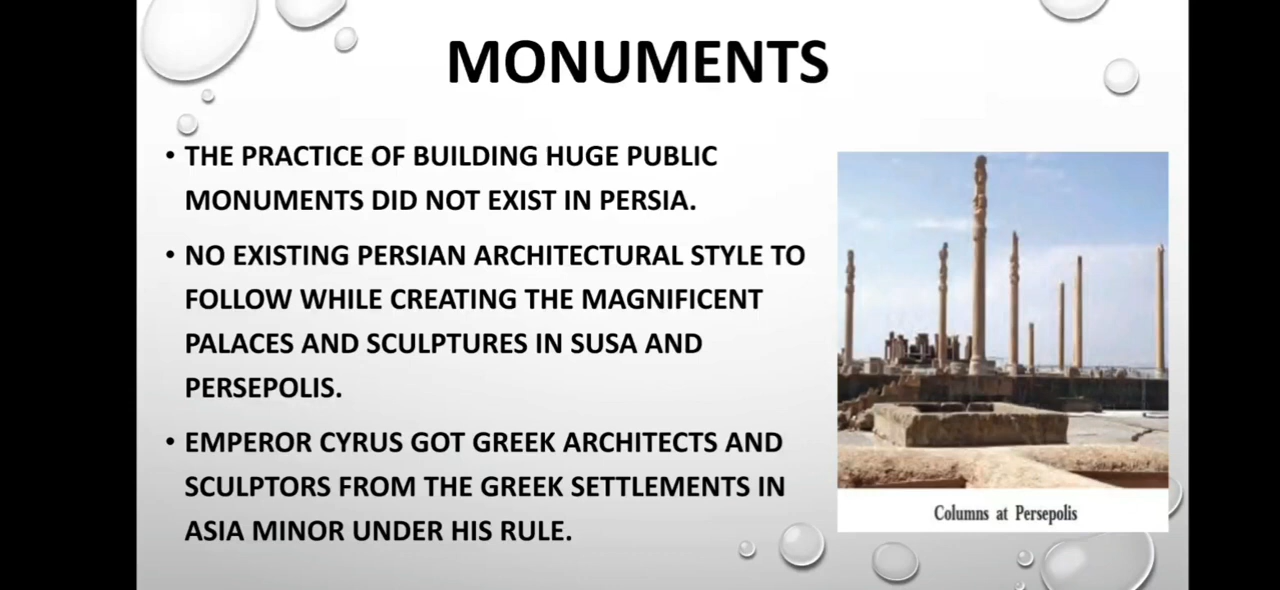 MONUMENTS
• THE PRACTICE OF BUILDING HUGE PUBLIC
MONUMENTS DID NOT EXIST IN PERSIA.
• NO EXISTING PERSIAN ARCHITECTURAL STYLE TO
FOLLOW WHILE CREATING THE MAGNIFICENT
PALACES AND SCULPTURES IN SUSA AND
PERSEPOLIS.
• EMPEROR CYRUS GOT GREEK ARCHITECTS AND
SCULPTORS FROM THE GREEK SETTLEMENTS IN
ASIA MINOR UNDER HIS RULE.
Columns at Persepolis